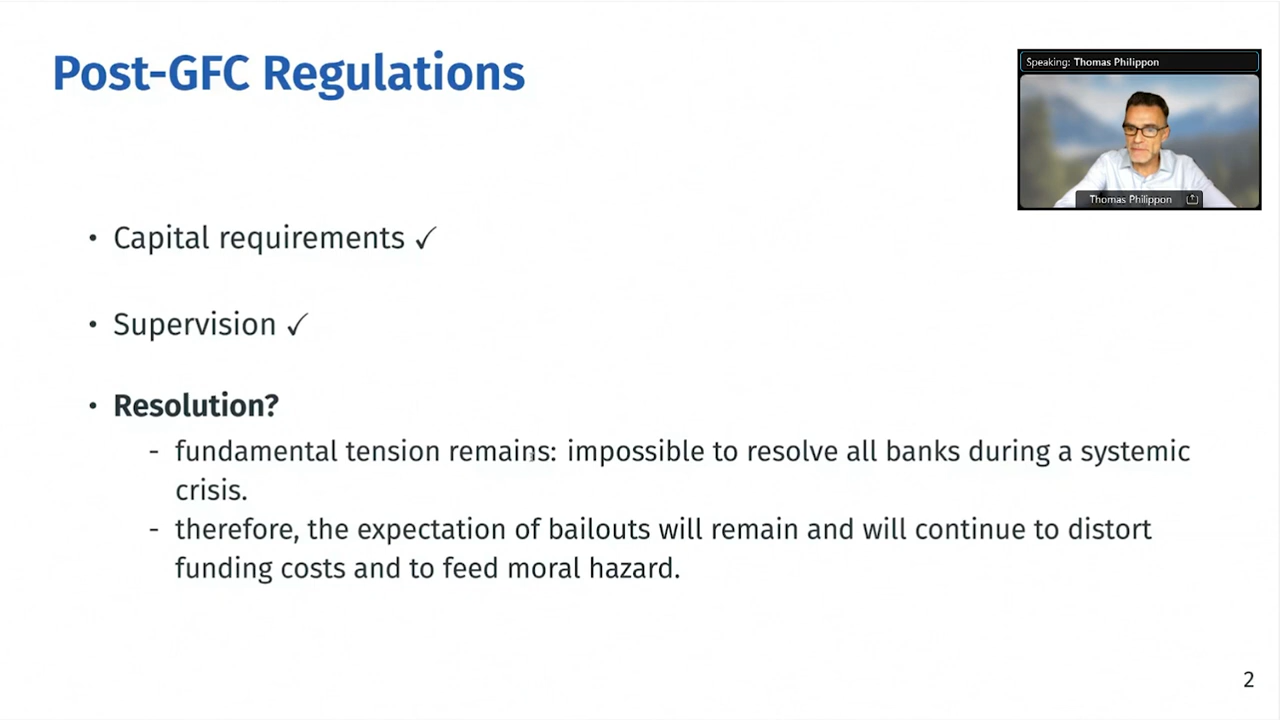 Post-GFC Regulations
Speaking: Thomas Philippon
Thomas Philippon
• Capital requirements ✓
• Supervision ✓
• Resolution?
- fundamental tension remains: impossible to resolve all banks during a systemic
crisis.
- therefore, the expectation of bailouts will remain and will continue to distort
funding costs and to feed moral hazard.
2